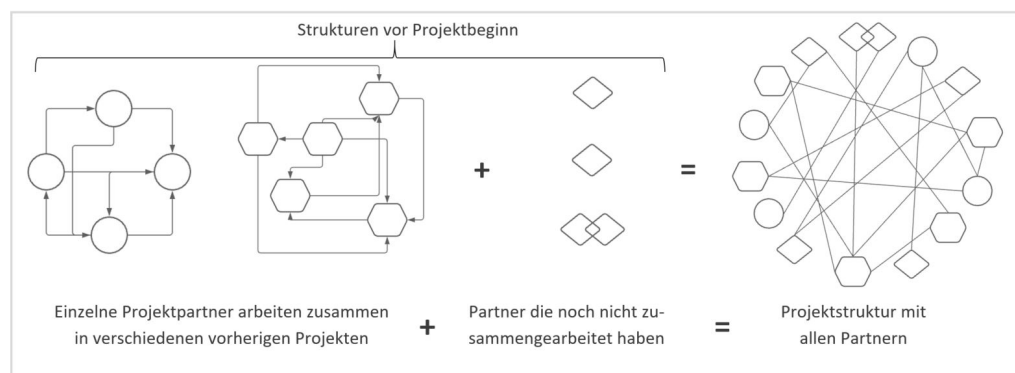 Strukturen vor Projektbeginn
+
=
Einzelne Projektpartner arbeiten zusammen
in verschiedenen vorherigen Projekten
+
Partner die noch nicht zu-
sammengearbeitet haben
=
Projektstruktur mit
allen Partnern